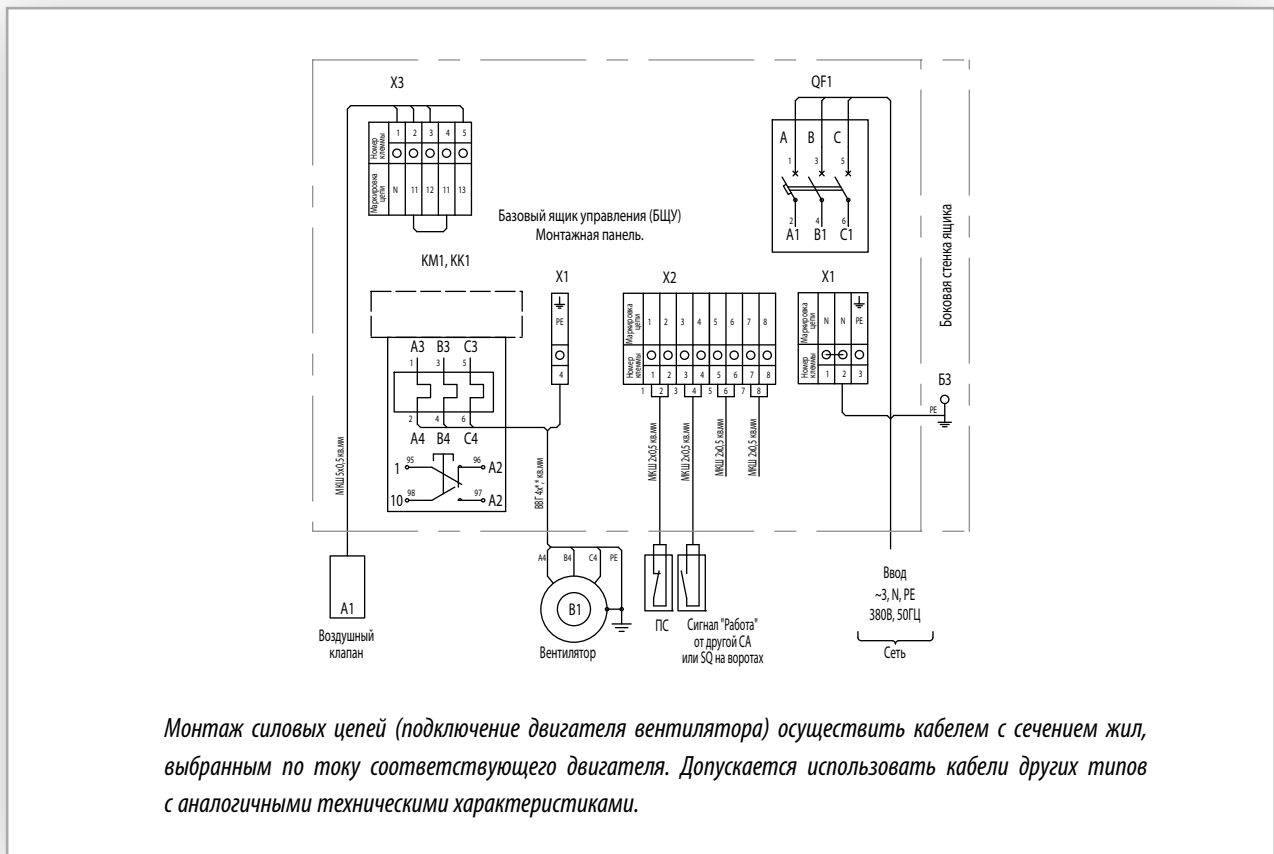 X3
QF1
Номер клеммы
1 2 3 4 5
Маркировка цепи
N 11 12 11 13
A B C
1 3 5
2 4 6
A1 B1 C1
Базовый ящик управления (БЩУ)
Монтажная панель.
Боковая стенка ящика
KM1, KK1
X1
X2
X1
A3 B3 C3
1 3 5
2 4 6
A4 B4 C4
1 95 96 A2
10 98 97 A2
PE
4
Маркировка цепи
1 2 3 4 5 6 7 8
Номер клеммы
1 2 3 4 5 6 7 8
1 2 3 4 5 6 7 8
Маркировка цепи
N N PE
Номер клеммы
1 2 3
Б3
PE
МКШ 5х0,5 кв.мм
ВВГ 4х*,* кв.мм
МКШ 2х0,5 кв.мм
МКШ 2х0,5 кв.мм
МКШ 2х0,5 кв.мм
МКШ 2х0,5 кв.мм
A4 B4 C4 PE
A1
Воздушный
клапан
B1
Вентилятор
ПС
Сигнал "Работа"
от другой СА
или SQ на воротах
Ввод
~3, N, PE
380В, 50ГЦ
Сеть
Монтаж силовых цепей (подключение двигателя вентилятора) осуществить кабелем с сечением жил,
выбранным по току соответствующего двигателя. Допускается использовать кабели других типов
с аналогичными техническими характеристиками.